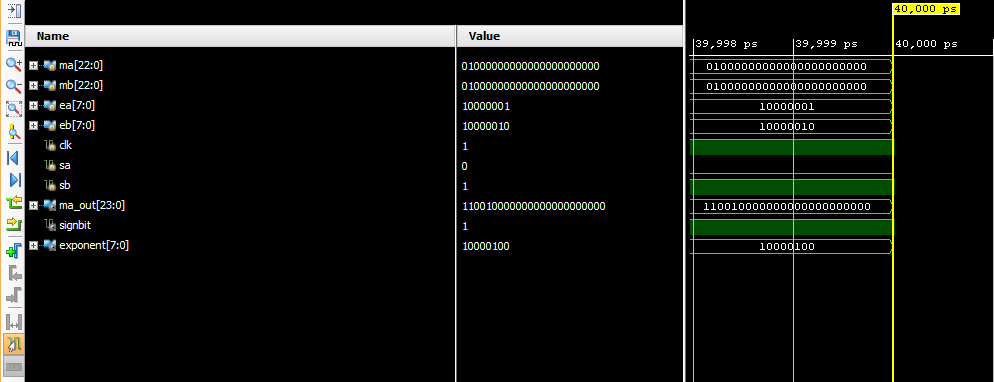 40,000 ps
Name Value
39,998 ps 39,999 ps 40,000 ps
ma[22:0] 01000000000000000000000 01000000000000000000000
mb[22:0] 01000000000000000000000 01000000000000000000000
ea[7:0] 10000001 10000001
eb[7:0] 10000010 10000010
clk 1
sa 0
sb 1
ma_out[23:0] 110010000000000000000000 110010000000000000000000
signbit 1
exponent[7:0] 10000100 10000100